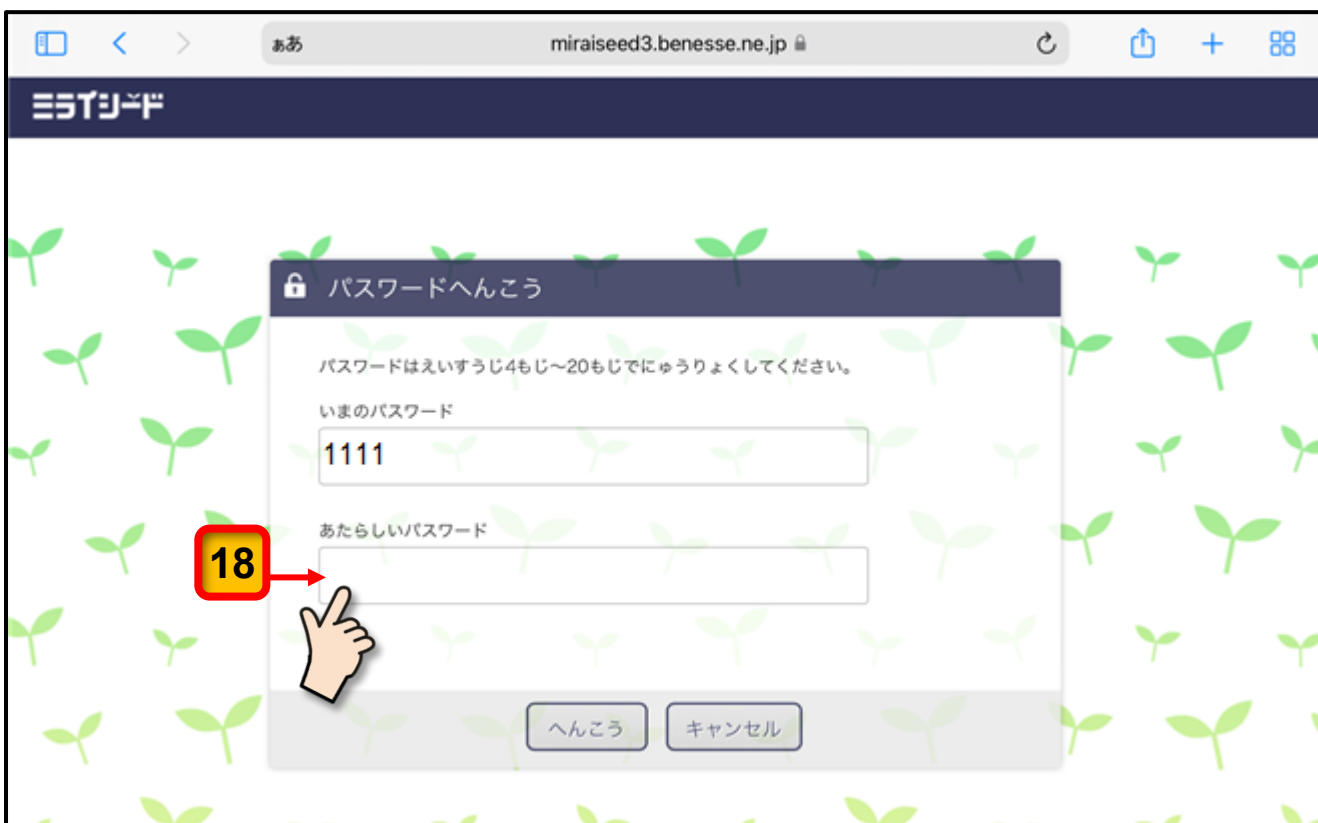 ぁあ miraiseed3.benesse.ne.jp
ミライシード
パスワードへんこう
パスワードはえいすうじ4もじ〜20もじでにゅうりょくしてください。
いまのパスワード
1111
あたらしいパスワード
18
へんこう キャンセル